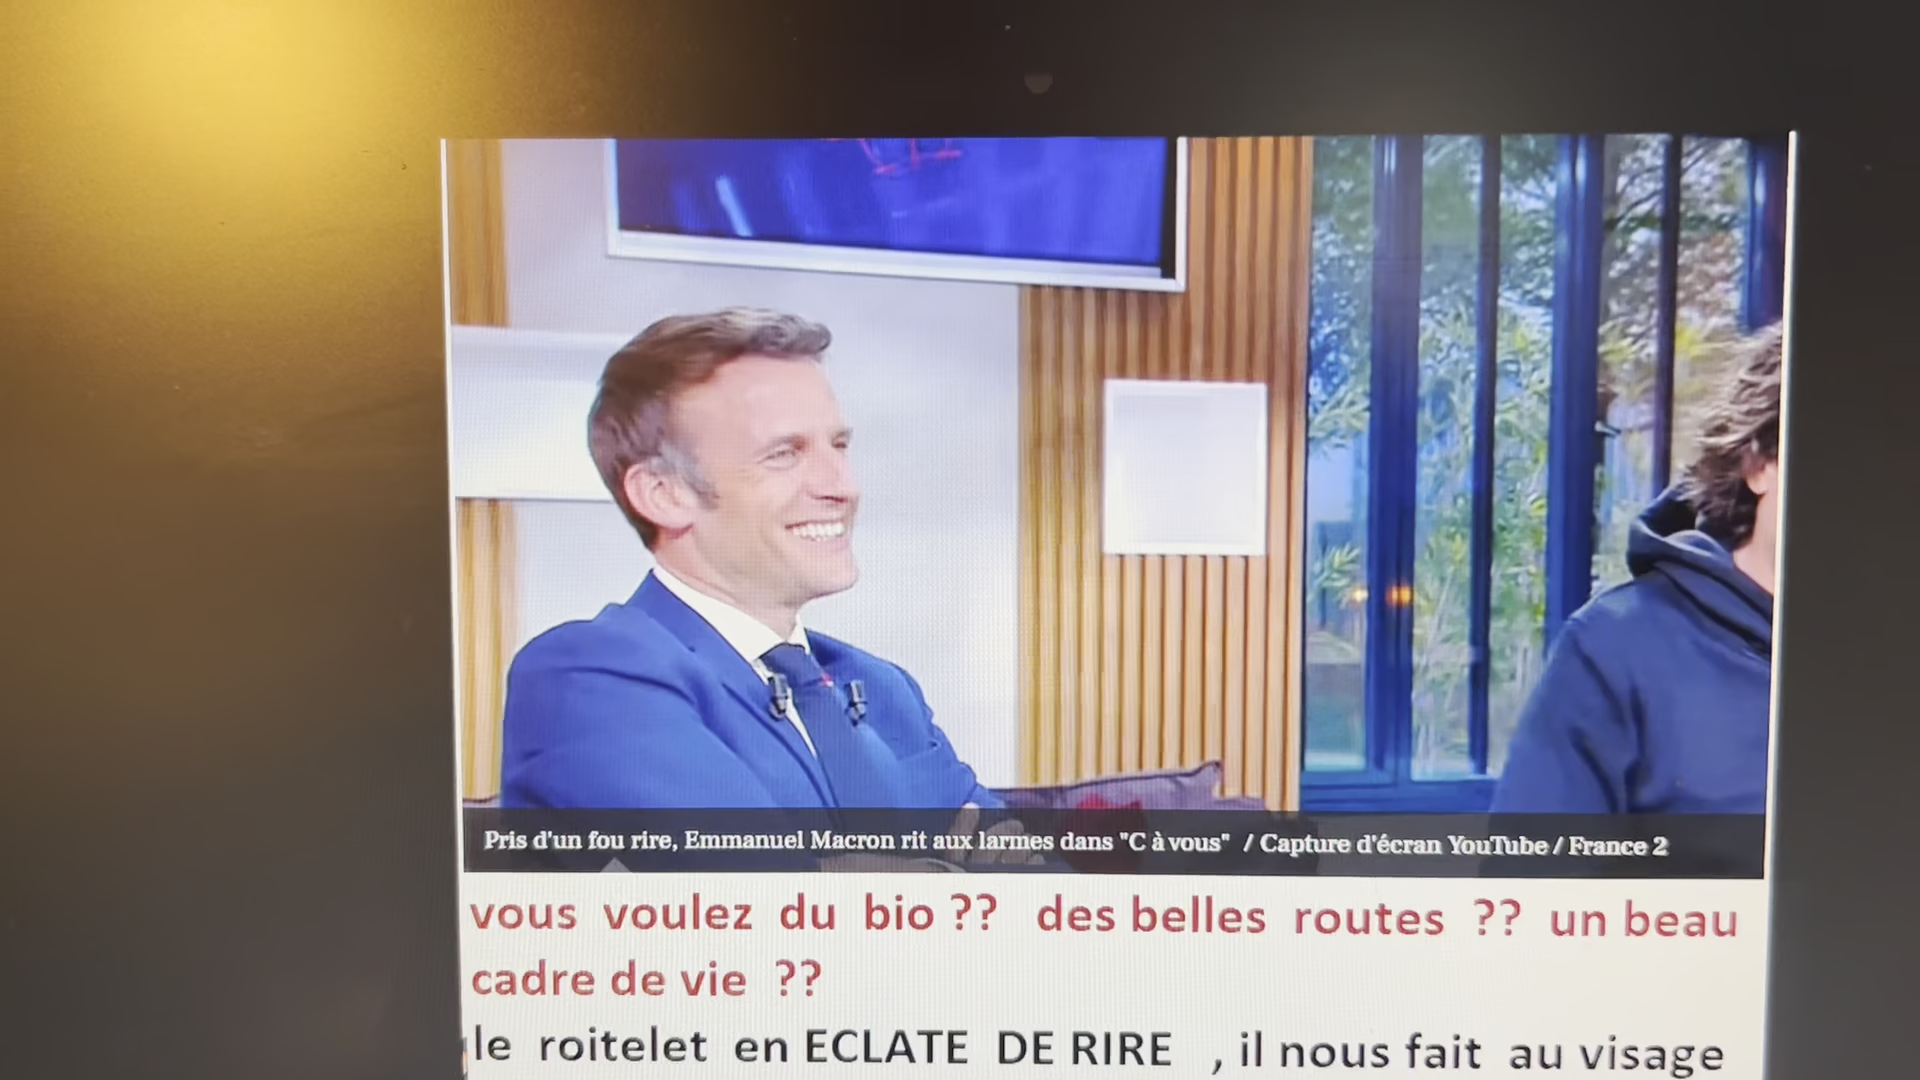 Pris d'un fou rire, Emmanuel Macron rit aux larmes dans "C à vous" / Capture d'écran YouTube / France 2
vous voulez du bio ?? des belles routes ?? un beau
cadre de vie ??
le roitelet en ECLATE DE RIRE , il nous fait au visage